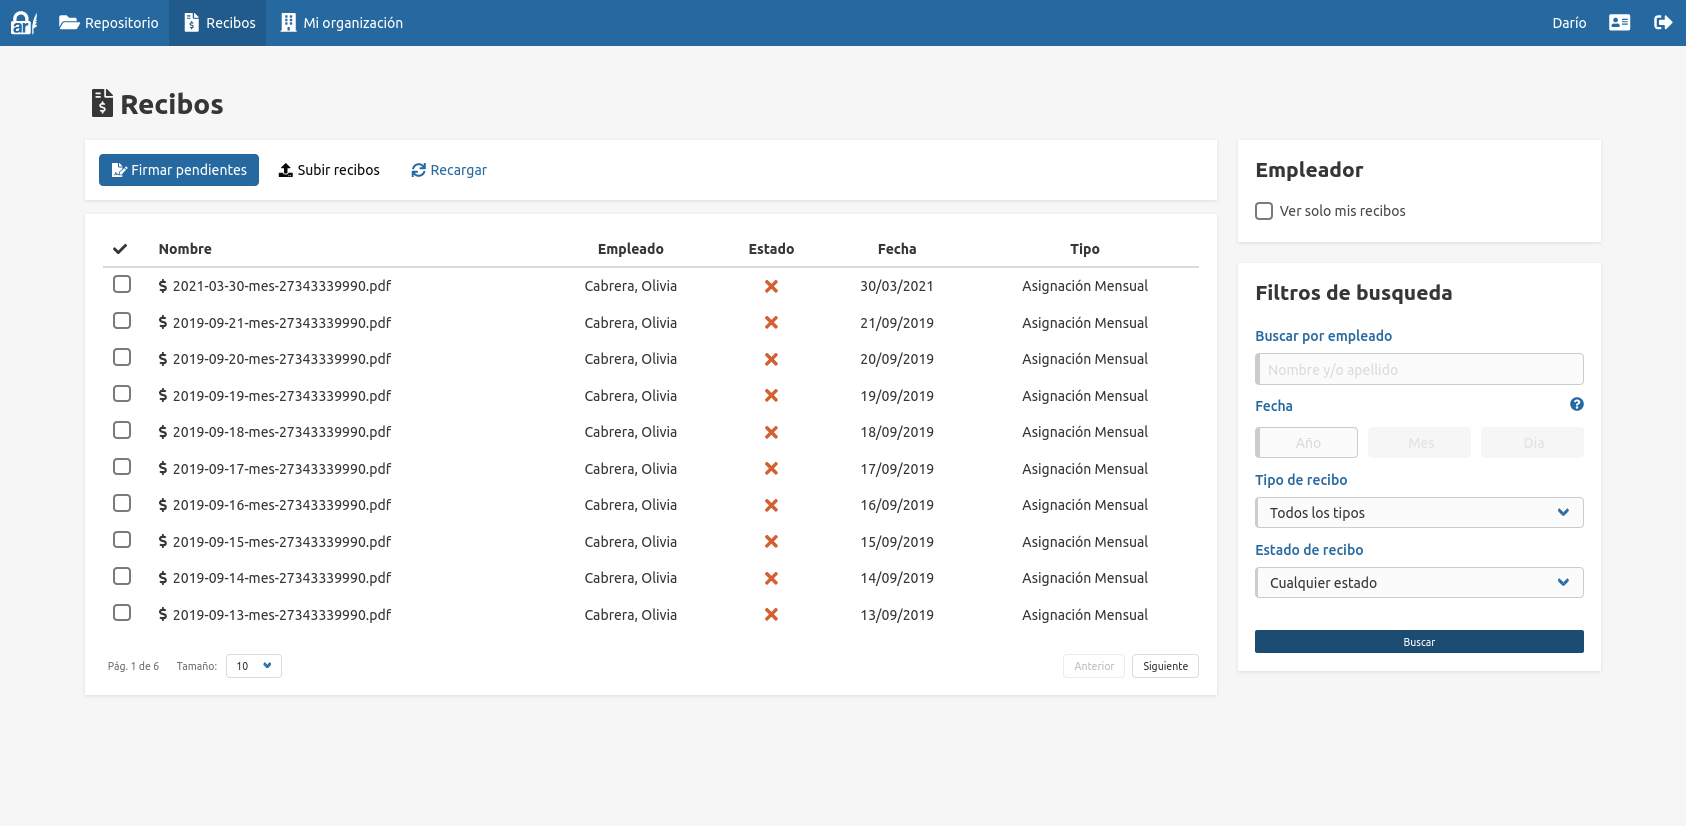 ar
Repositorio
Recibos
Mi organización
Darío
Recibos
Firmar pendientes
Subir recibos
Recargar
Nombre Empleado Estado Fecha Tipo
$ 2021-03-30-mes-27343339990.pdf Cabrera, Olivia 30/03/2021 Asignación Mensual
$ 2019-09-21-mes-27343339990.pdf Cabrera, Olivia 21/09/2019 Asignación Mensual
$ 2019-09-20-mes-27343339990.pdf Cabrera, Olivia 20/09/2019 Asignación Mensual
$ 2019-09-19-mes-27343339990.pdf Cabrera, Olivia 19/09/2019 Asignación Mensual
$ 2019-09-18-mes-27343339990.pdf Cabrera, Olivia 18/09/2019 Asignación Mensual
$ 2019-09-17-mes-27343339990.pdf Cabrera, Olivia 17/09/2019 Asignación Mensual
$ 2019-09-16-mes-27343339990.pdf Cabrera, Olivia 16/09/2019 Asignación Mensual
$ 2019-09-15-mes-27343339990.pdf Cabrera, Olivia 15/09/2019 Asignación Mensual
$ 2019-09-14-mes-27343339990.pdf Cabrera, Olivia 14/09/2019 Asignación Mensual
$ 2019-09-13-mes-27343339990.pdf Cabrera, Olivia 13/09/2019 Asignación Mensual
Pág. 1 de 6 Tamaño: 10 Anterior Siguiente
Empleador
Ver solo mis recibos
Filtros de busqueda
Buscar por empleado
Nombre y/o apellido
Fecha
Año Mes Dia
Tipo de recibo
Todos los tipos
Estado de recibo
Cualquier estado
Buscar